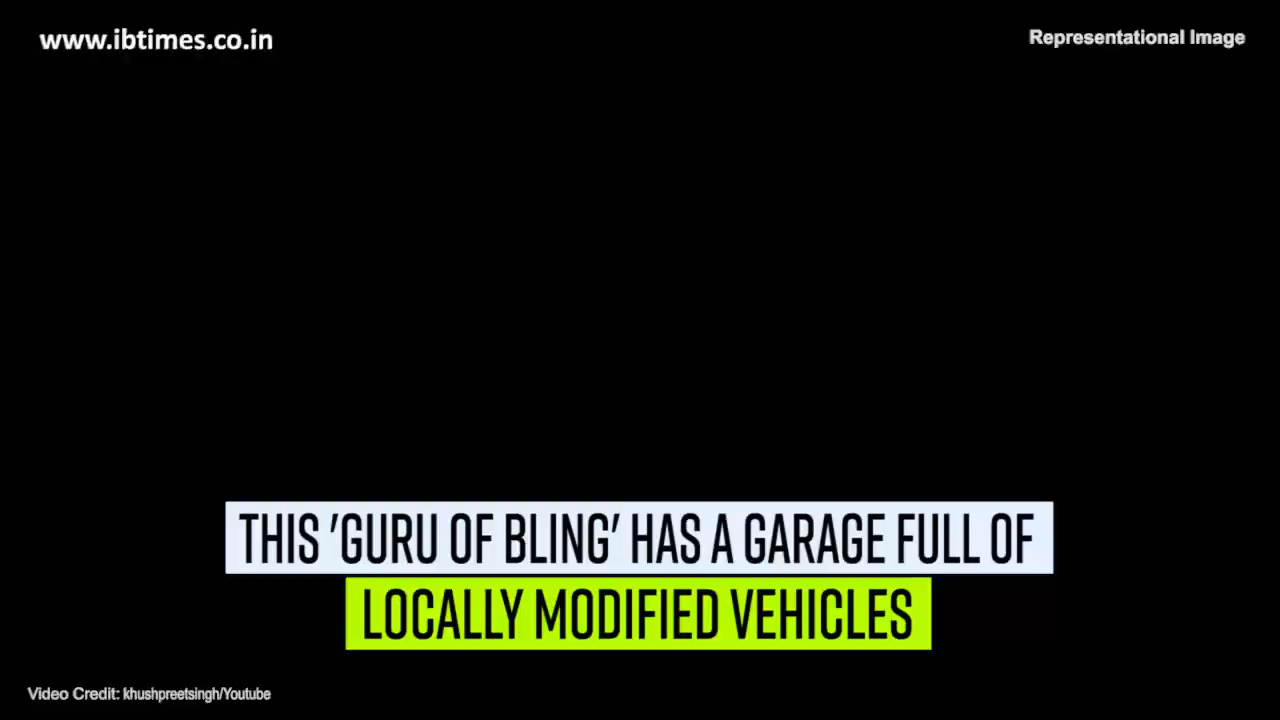 www.ibtimes.co.in
Representational Image
THIS 'GURU OF BLING' HAS A GARAGE FULL OF
LOCALLY MODIFIED VEHICLES
Video Credit: khushpreetsingh/Youtube